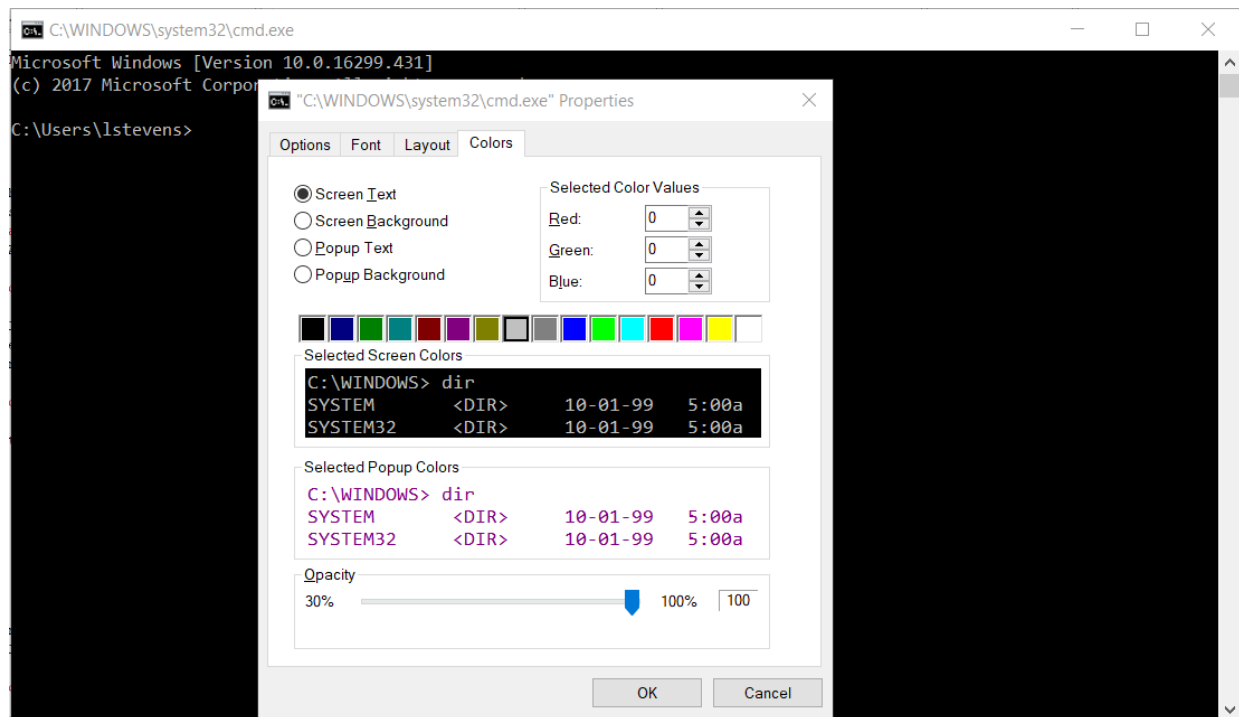 C:\WINDOWS\system32\cmd.exe
Microsoft Windows [Version 10.0.16299.431]
(c) 2017 Microsoft Corpor
C:\Users\lstevens>
"C:\WINDOWS\system32\cmd.exe" Properties
Options Font Layout Colors
Screen Text
Screen Background
Popup Text
Popup Background
Selected Color Values
Red: 0
Green: 0
Blue: 0
Selected Screen Colors
C:\WINDOWS> dir
SYSTEM <DIR> 10-01-99 5:00a
SYSTEM32 <DIR> 10-01-99 5:00a
Selected Popup Colors
C:\WINDOWS> dir
SYSTEM <DIR> 10-01-99 5:00a
SYSTEM32 <DIR> 10-01-99 5:00a
Opacity
30% 100% 100
OK Cancel